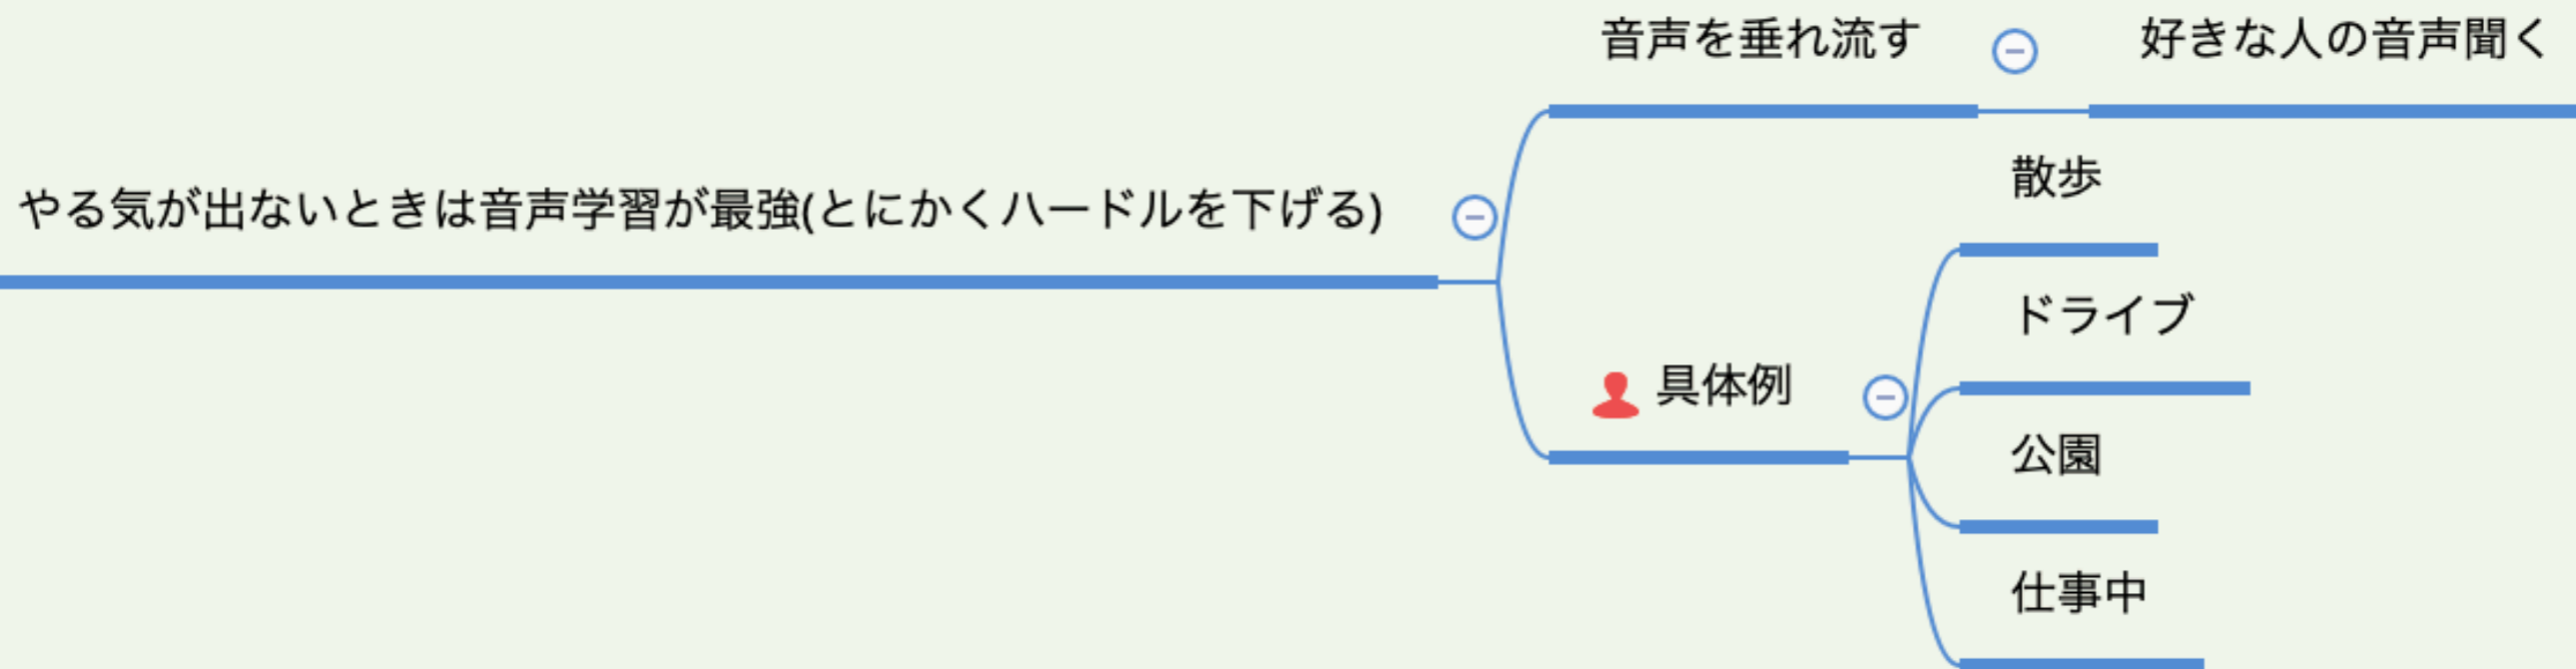 音声を垂れ流す
好きな人の音声聞く
やる気が出ないときは音声学習が最強(とにかくハードルを下げる)
具体例
散歩
ドライブ
公園
仕事中